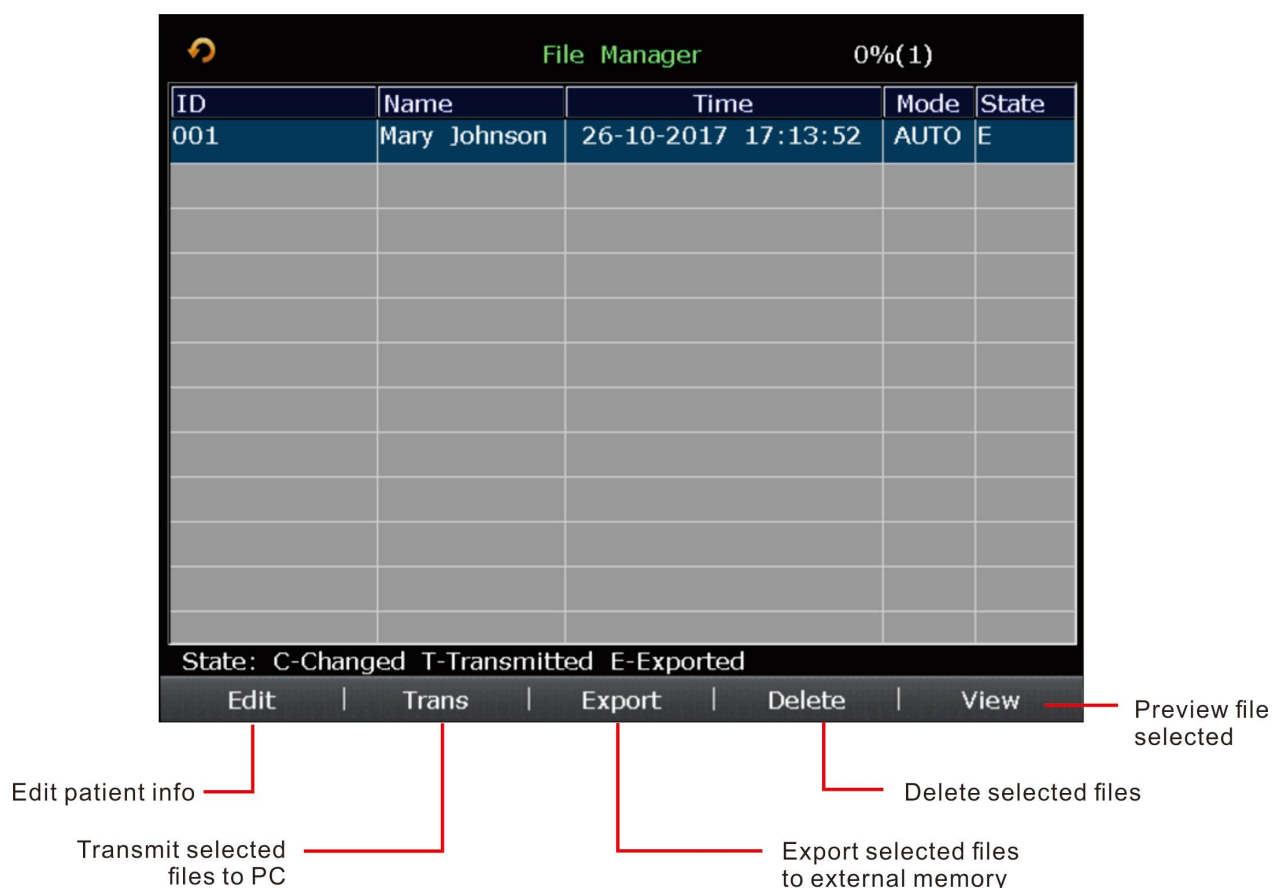 File Manager 0%(1)
ID Name Time Mode State
001 Mary Johnson 26-10-2017 17:13:52 AUTO E
State: C-Changed T-Transmitted E-Exported
Edit | Trans | Export | Delete | View
Preview file
selected
Edit patient info
Delete selected files
Transmit selected
files to PC
Export selected files
to external memory